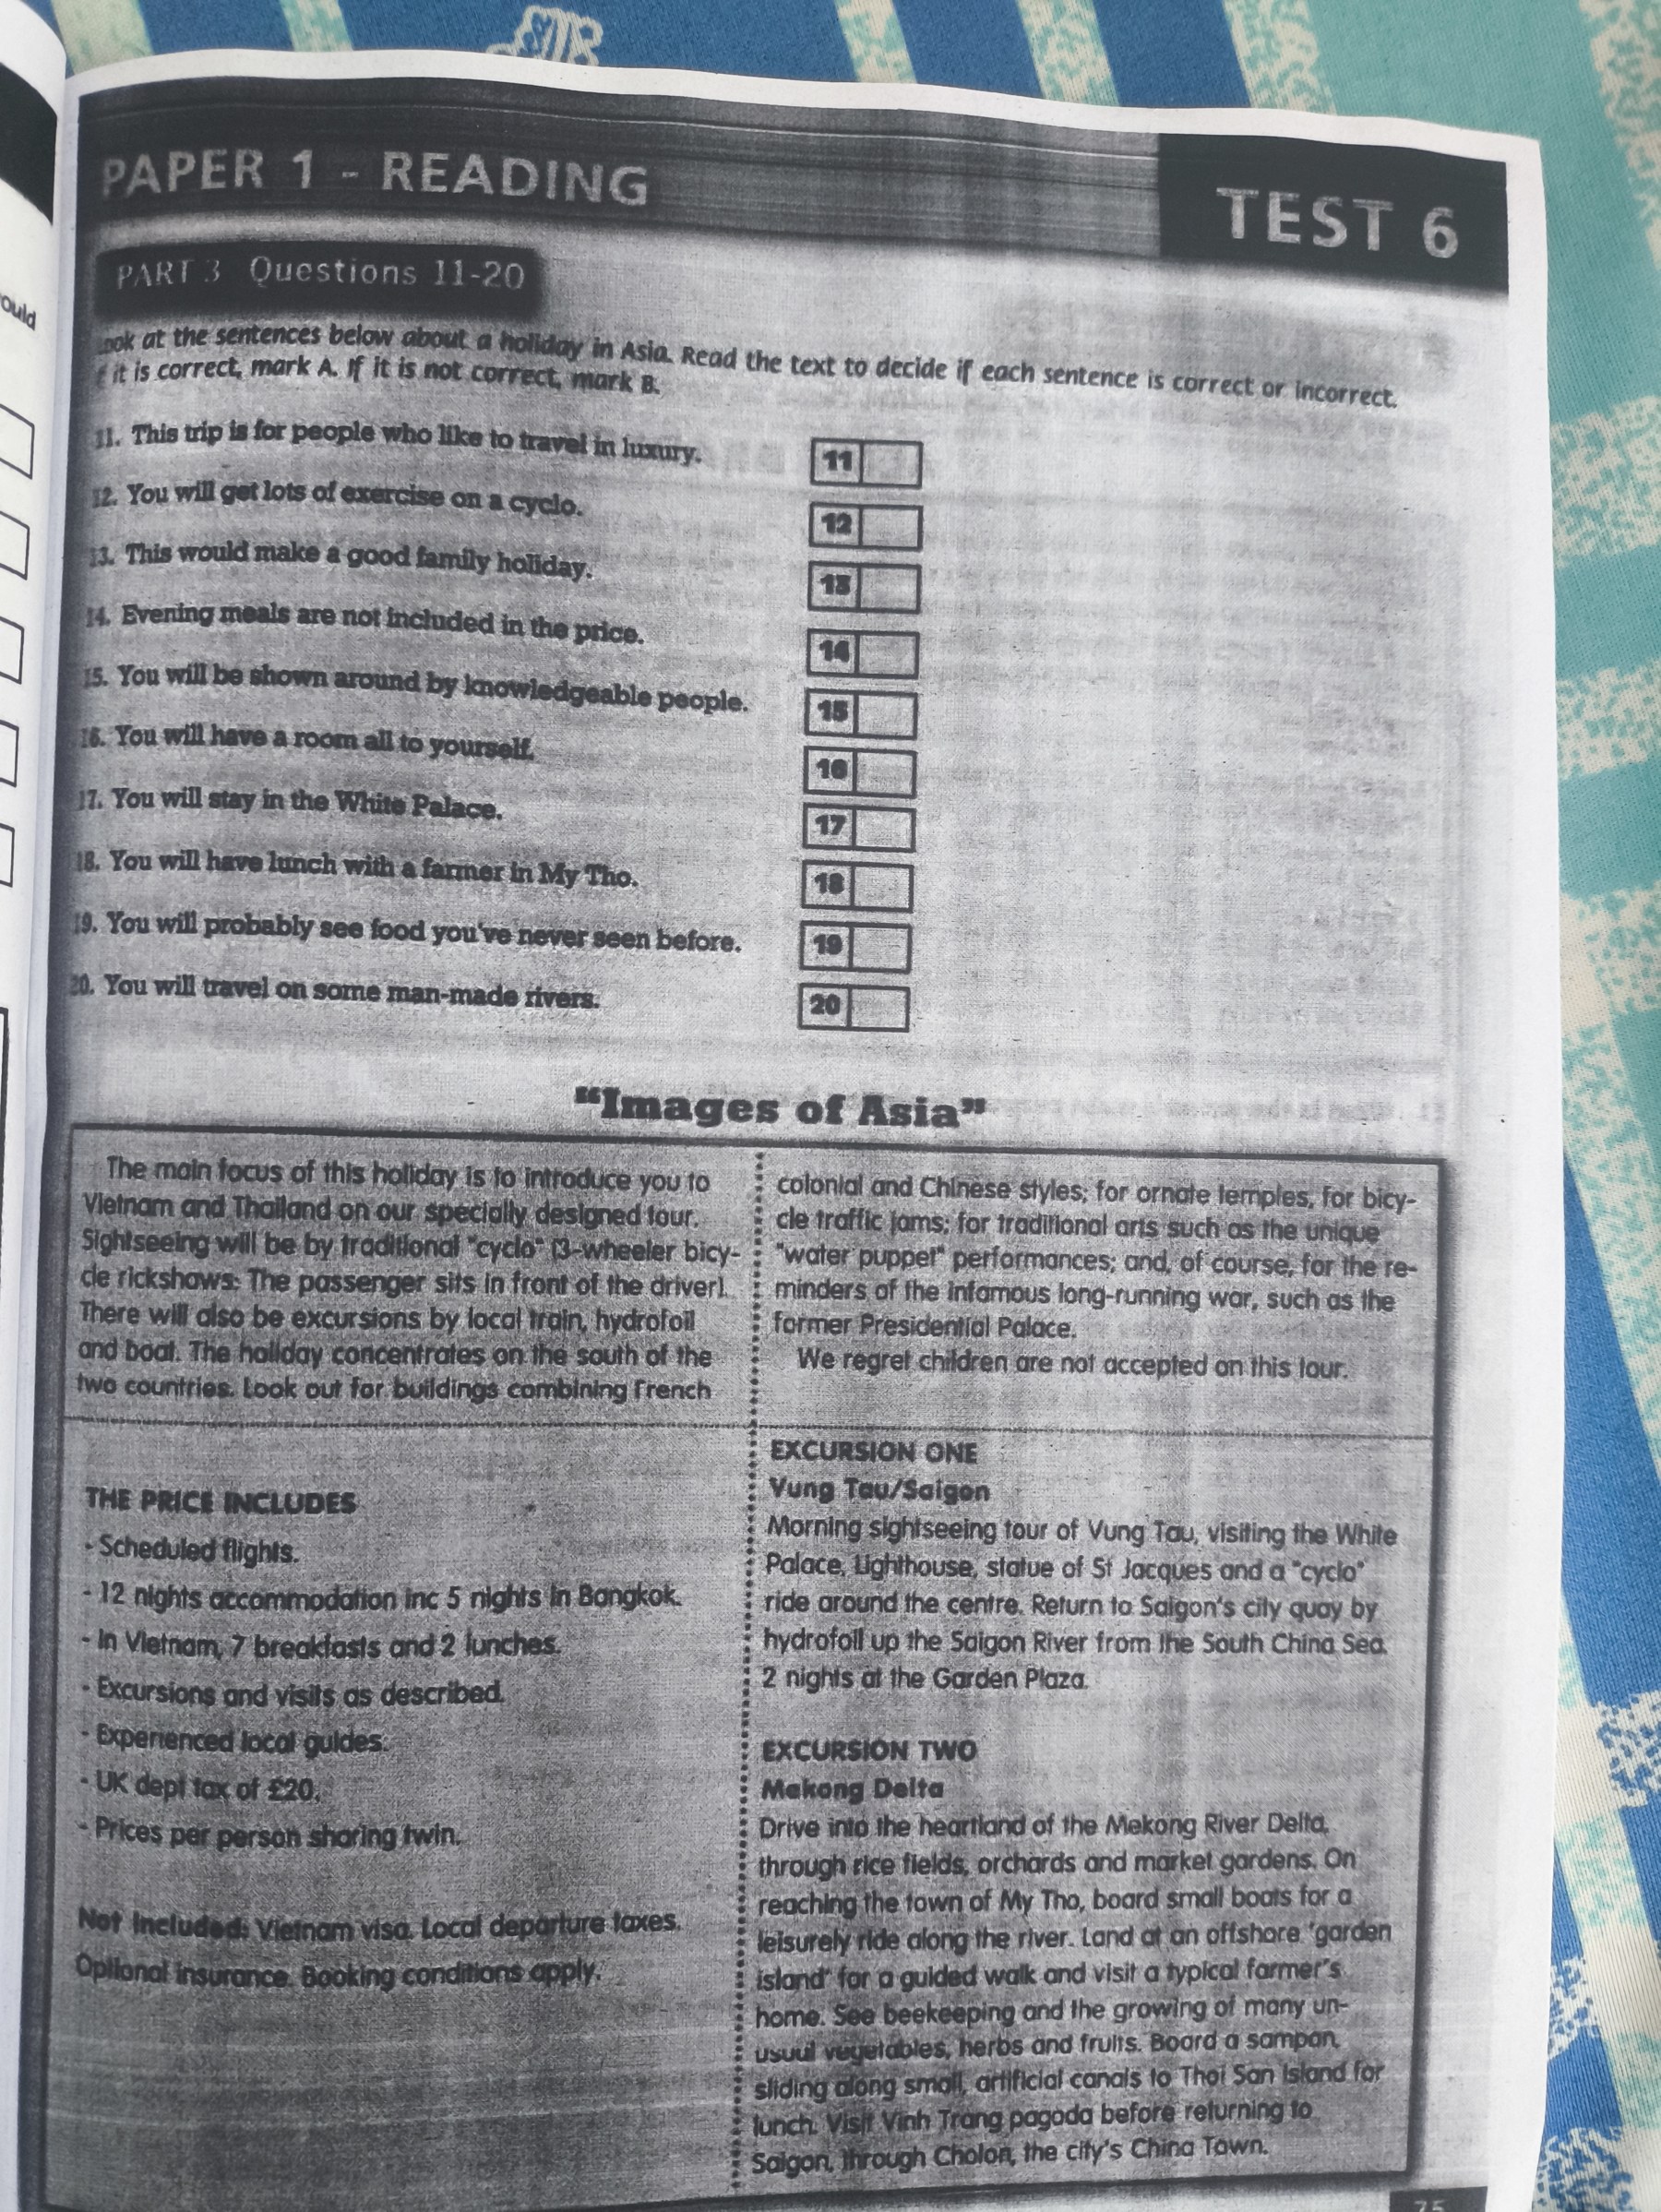 ould
PAPER 1 - READING
TEST 6
PART 3 Questions 11-20
ook at the sentences below about a holiday in Asia. Read the text to decide if each sentence is correct or incorrect.
f it is correct, mark A. If it is not correct, mark B.
11. This trip is for people who like to travel in luxury.
11
12. You will get lots of exercise on a cyclo.
12
13. This would make a good family holiday.
13
14. Evening meals are not included in the price.
14
15. You will be shown around by knowledgeable people.
15
16. You will have a room all to yourself.
16
17. You will stay in the White Palace.
17
18. You will have lunch with a farmer in My Tho.
18
19. You will probably see food you've never seen before.
19
20. You will travel on some man-made rivers.
20
"Images of Asia"
The main focus of this holiday is to introduce you to
Vietnam and Thailand on our specially designed tour.
Sightseeing will be by traditional "cyclo" (3-wheeler bicy-
cle rickshaws: The passenger sits in front of the driver).
There will also be excursions by local train, hydrofoil
and boat. The holiday concentrates on the south of the
two countries. Look out for buildings combining French
colonial and Chinese styles; for ornate temples, for bicy-
cle traffic jams; for traditional arts such as the unique
"water puppet" performances; and, of course, for the re-
minders of the infamous long-running war, such as the
former Presidential Palace.
We regret children are not accepted on this tour.
THE PRICE INCLUDES
- Scheduled flights.
- 12 nights accommodation inc 5 nights in Bangkok.
- In Vietnam, 7 breakfasts and 2 lunches.
- Excursions and visits as described.
- Experienced local guides.
- UK dept tax of £20.
- Prices per person sharing twin.
Not Included: Vietnam visa. Local departure taxes.
Optional insurance. Booking conditions apply.
EXCURSION ONE
Vung Tau/Saigon
Morning sightseeing tour of Vung Tau, visiting the White
Palace, Lighthouse, statue of St Jacques and a "cyclo"
ride around the centre. Return to Saigon's city quay by
hydrofoil up the Saigon River from the South China Sea.
2 nights at the Garden Plaza.
EXCURSION TWO
Mekong Delta
Drive into the heartland of the Mekong River Delta,
through rice fields, orchards and market gardens. On
reaching the town of My Tho, board small boats for a
leisurely ride along the river. Land at an offshore 'garden
island' for a guided walk and visit a typical farmer's
home. See beekeeping and the growing of many un-
usual vegetables, herbs and fruits. Board a sampan,
sliding along small, artificial canals to Thoi San Island for
lunch. Visit Vinh Trang pagoda before returning to
Saigon, through Cholon, the city's China Town.
75